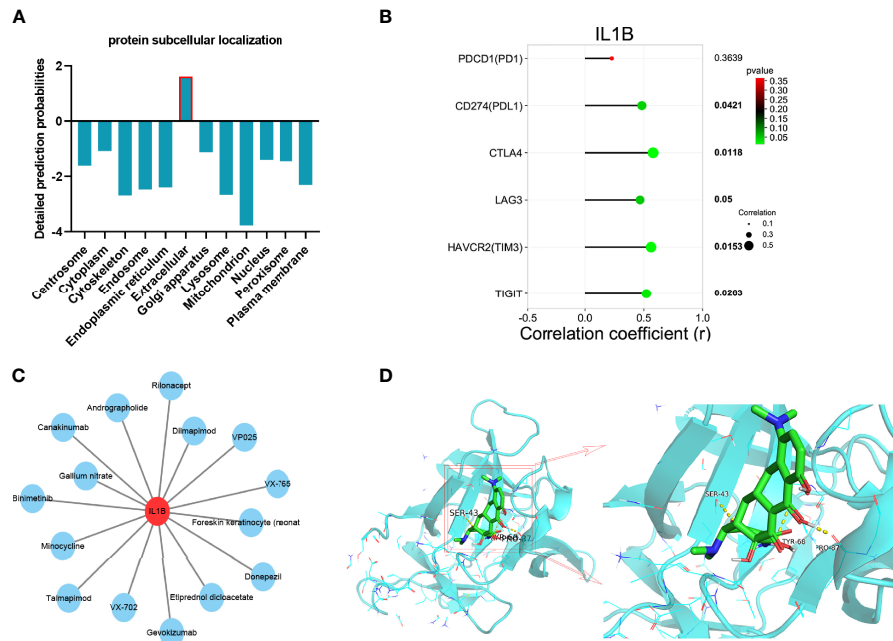 A
protein subcellular localization
Detailed prediction probabilities
2
0
-2
-4
Centrosome
Cytoplasm
Cytoskeleton
Endosome
Endoplasmic reticulum
Extracellular
Golgi apparatus
Lysosome
Mitochondrion
Nucleus
Peroxisome
Plasma membrane
B
IL1B
PDCD1(PD1)
CD274(PDL1)
CTLA4
LAG3
HAVCR2(TIM3)
TIGIT
0.3639
0.0421
0.0118
0.05
0.0153
0.0203
-0.5
0.0
0.5
1.0
Correlation coefficient (r)
pvalue
0.35
0.30
0.25
0.20
0.15
0.10
0.05
Correlation
0.1
0.3
0.5
C
Rilonacept
Andrographolide
Canakinumab
Dilmapimod
VP025
Gallium nitrate
VX-765
Binimetinib
IL1B
Foreskin keratinocyte (neonat
Minocycline
Donepezil
Talmapimod
VX-702
Etiprednol dicloacetate
Gevokizumab
D
SER-43
SER-43
TYR-68
PRO-87